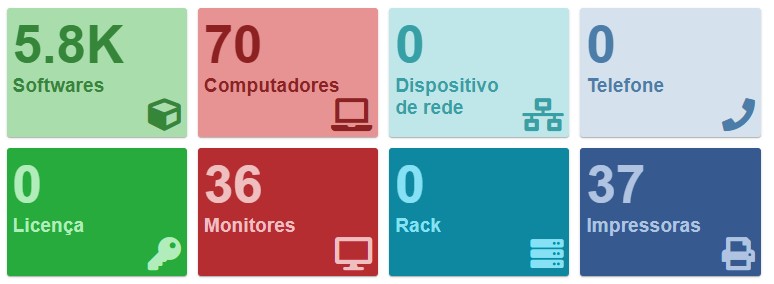 5.8K
Softwares
70
Computadores
0
Dispositivo
de rede
0
Telefone
0
Licença
36
Monitores
0
Rack
37
Impressoras